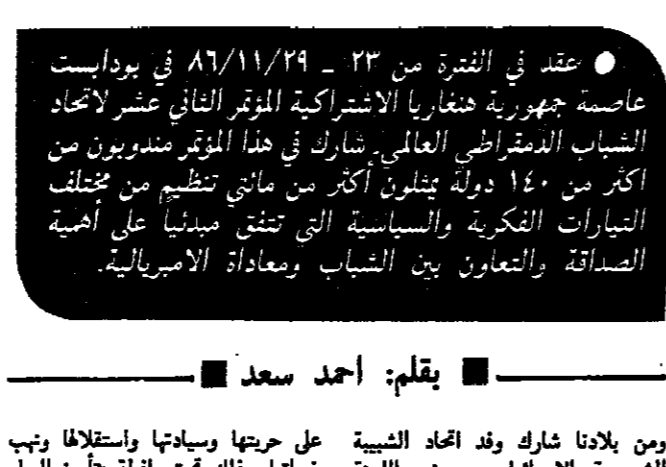 ● عقد في الفترة من ٢٣ ـ ٨٦/١١/٢٩ في بودابست
عاصمة جمهورية هنغاريا الاشتراكية المؤتمر الثاني عشر لاتحاد
الشباب الدمقراطي العالمي. شارك في هذا المؤتمر مندوبون من
اكثر من ١٤٠ دولة يمثلون أكثر من مائتي تنظيم من مختلف
التيارات الفكرية والسياسية التي تتفق مبدئياً على أهمية
الصداقة والتعاون بين الشباب ومعاداة الامبريالية.
■ بقلم: احمد سعد ■
ومن بلادنا شارك وفد اتحاد الشبيبة
على حريتها وسيادتها واستقلالها ونهب